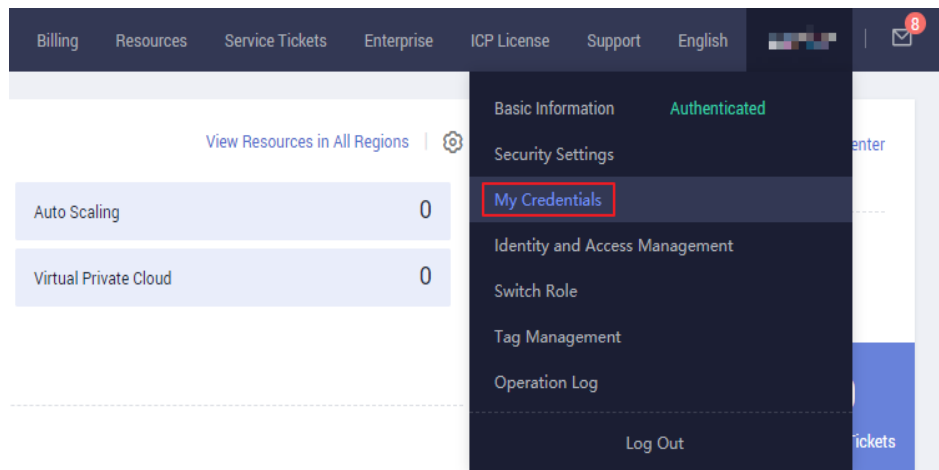 Billing Resources Service Tickets Enterprise ICP License Support English 8
View Resources in All Regions
Auto Scaling 0
Virtual Private Cloud 0
Basic Information Authenticated
Security Settings
My Credentials
Identity and Access Management
Switch Role
Tag Management
Operation Log
Log Out
enter
ickets